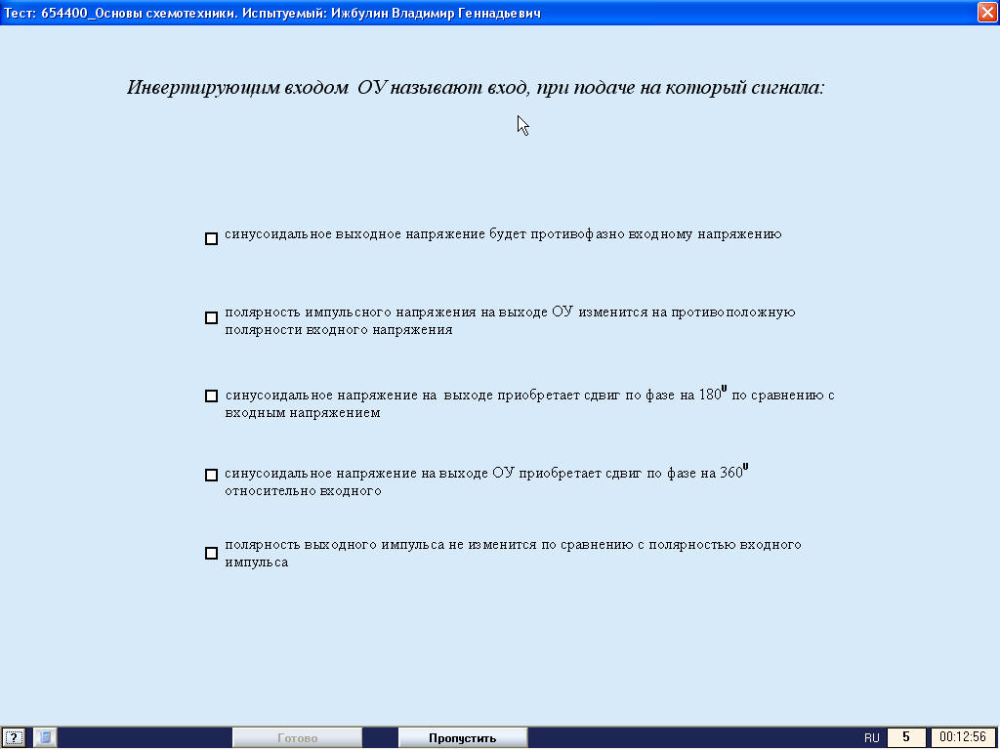 Тест: 654400_Основы схемотехники. Испытуемый: Ижбулин Владимир Геннадьевич
Инвертирующим входом ОУ называют вход, при подаче на который сигнала:
синусоидальное выходное напряжение будет противофазно входному напряжению
полярность импульсного напряжения на выходе ОУ изменится на противоположную
полярности входного напряжения
синусоидальное напряжение на выходе приобретает сдвиг по фазе на 180⁰ по сравнению с
входным напряжением
синусоидальное напряжение на выходе ОУ приобретает сдвиг по фазе на 360⁰
относительно входного
полярность выходного импульса не изменится по сравнению с полярностью входного
импульса
? Готово Пропустить RU 5 00:12:56